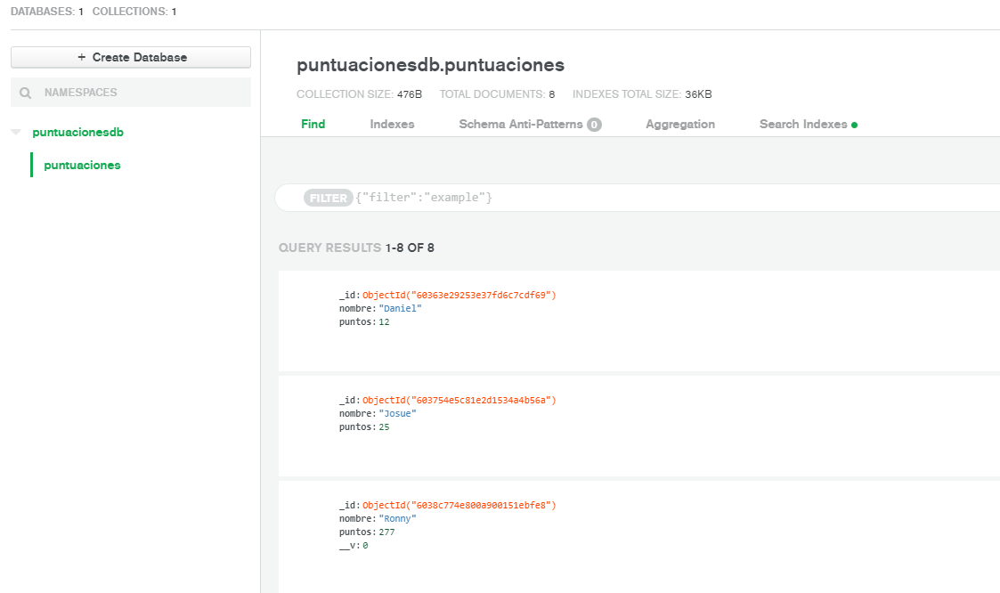 DATABASES: 1 COLLECTIONS: 1
+ Create Database
NAMESPACES
puntuacionesdb
puntuaciones
puntuacionesdb.puntuaciones
COLLECTION SIZE: 476B TOTAL DOCUMENTS: 8 INDEXES TOTAL SIZE: 36KB
Find Indexes Schema Anti-Patterns 0 Aggregation Search Indexes
FILTER {"filter":"example"}
QUERY RESULTS 1-8 OF 8
_id: ObjectId("60363e29253e37fd6c7cdf69")
nombre: "Daniel"
puntos: 12
_id: ObjectId("603754e5c81e2d1534a4b56a")
nombre: "Josue"
puntos: 25
_id: ObjectId("6038c774e800a900151ebfe8")
nombre: "Ronny"
puntos: 277
__v: 0